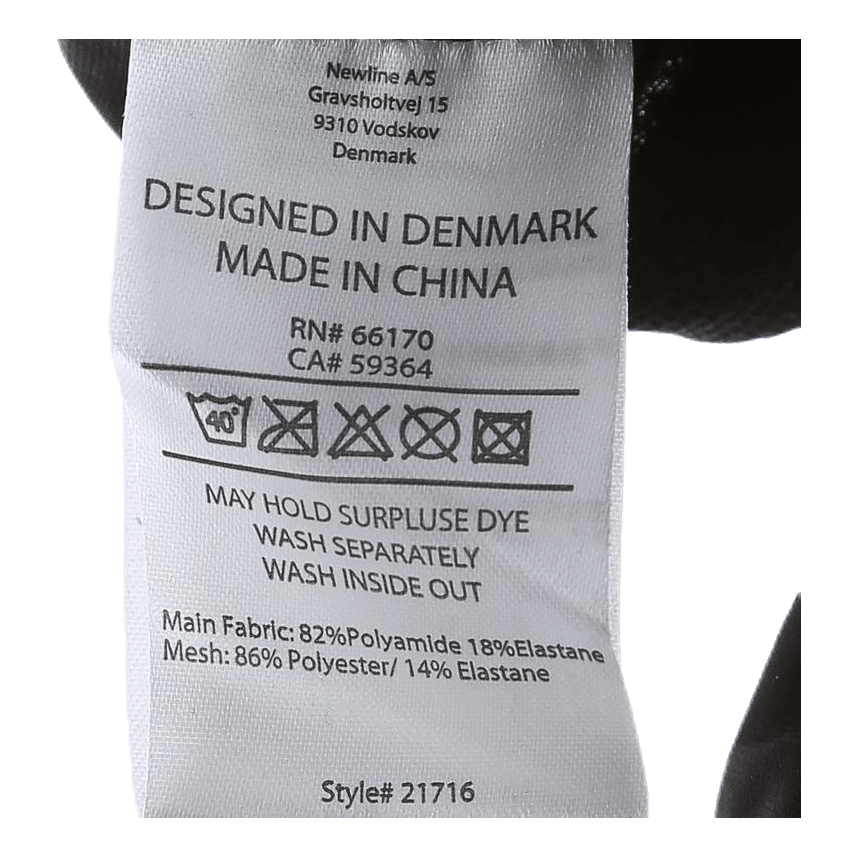 Newline A/S
Gravsholtvej 15
9310 Vodskov
Denmark
DESIGNED IN DENMARK
MADE IN CHINA
RN# 66170
CA# 59364
40°
MAY HOLD SURPLUSE DYE
WASH SEPARATELY
WASH INSIDE OUT
Main Fabric: 82%Polyamide 18%Elastane
Mesh: 86% Polyester/ 14% Elastane
Style# 21716